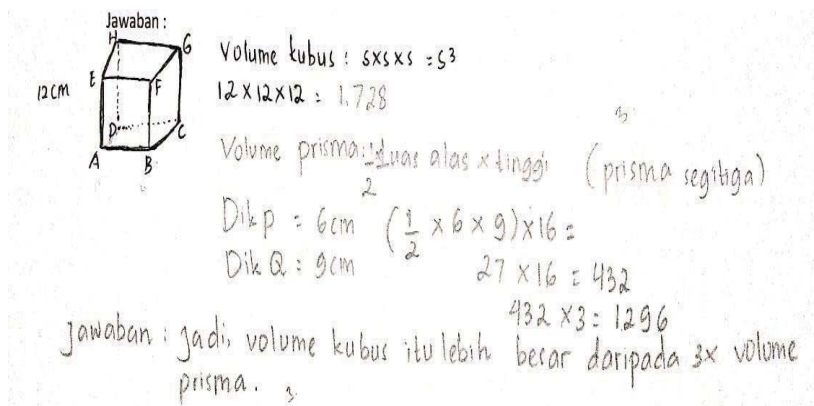 Jawaban :
H
G
E
F
12 cm
D
C
A
B
Volume kubus : s×s×s = s³
12 × 12 × 12 : 1.728
Volume prisma : 1/2 luas alas × tinggi (prisma segitiga)
Dik P = 6cm (1/2 × 6 × 9) × 16 =
Dik Q : 9cm 27 × 16 = 432
432 × 3 = 1296
Jawaban : Jadi, volume kubus itu lebih besar daripada 3x volume
prisma.